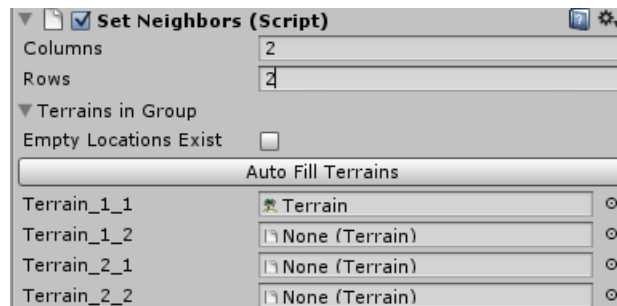 Set Neighbors (Script)
Columns 2
Rows 2
Terrains in Group
Empty Locations Exist
Auto Fill Terrains
Terrain_1_1 Terrain
Terrain_1_2 None (Terrain)
Terrain_2_1 None (Terrain)
Terrain_2_2 None (Terrain)